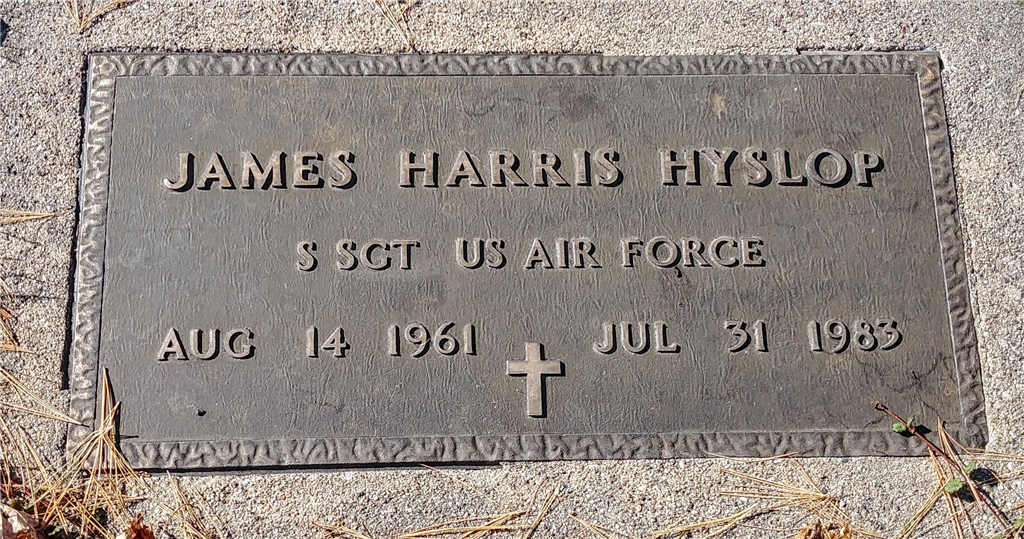 JAMES HARRIS HYSLOP
S SGT US AIR FORCE
AUG 14 1961 JUL 31 1983